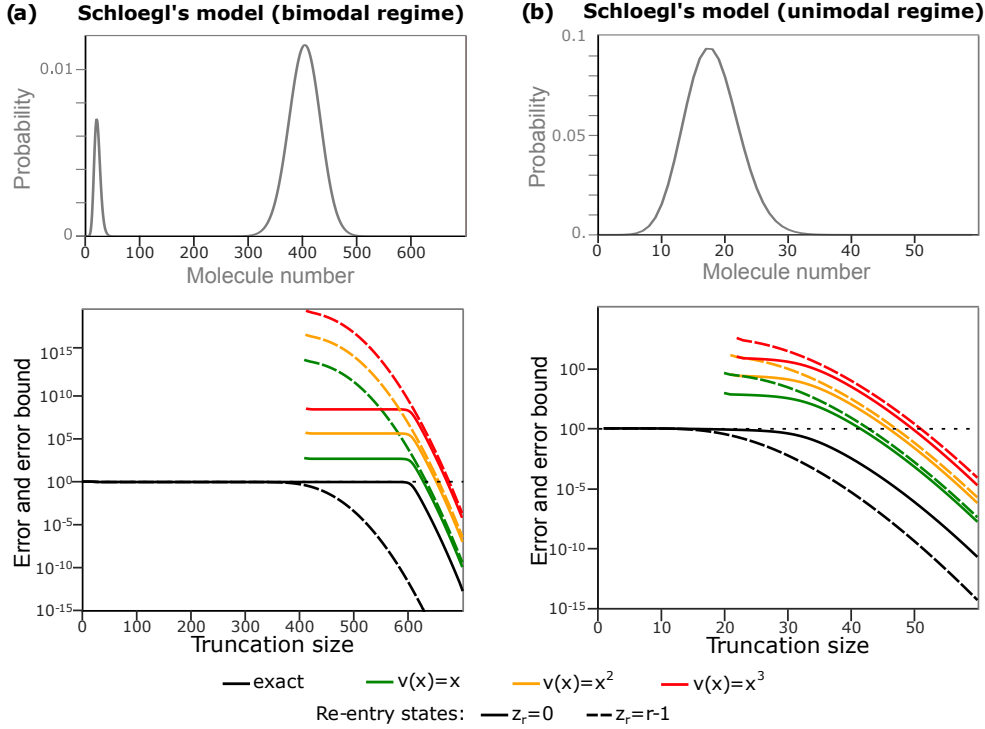 (a) Schloegl's model (bimodal regime)
(b) Schloegl's model (unimodal regime)
Probability
0.01
0
0 100 200 300 400 500 600
Molecule number
Probability
0.1
0.05
0.
0 10 20 30 40 50
Molecule number
Error and error bound
10^15
10^10
10^5
10^0
10^-5
10^-10
10^-15
0 100 200 300 400 500 600
Truncation size
Error and error bound
10^0
10^0
10^-5
10^-10
10^-15
0 10 20 30 40 50
Truncation size
exact v(x)=x v(x)=x^2 v(x)=x^3
Re-entry states: z_r=0 z_r=r-1